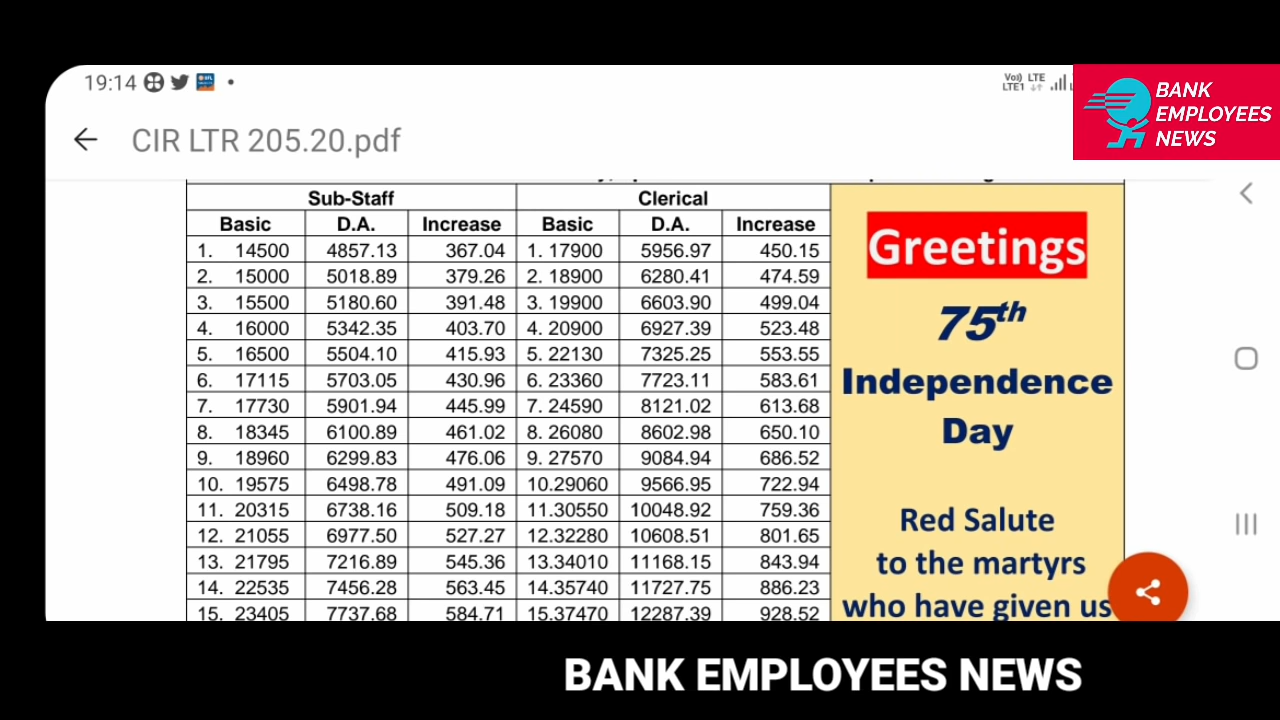 19:14
Vo)) LTE
LTE1
BANK
EMPLOYEES
NEWS
CIR LTR 205.20.pdf
Sub-Staff Clerical
Basic D.A. Increase Basic D.A. Increase
1. 14500 4857.13 367.04 1. 17900 5956.97 450.15
2. 15000 5018.89 379.26 2. 18900 6280.41 474.59
3. 15500 5180.60 391.48 3. 19900 6603.90 499.04
4. 16000 5342.35 403.70 4. 20900 6927.39 523.48
5. 16500 5504.10 415.93 5. 22130 7325.25 553.55
6. 17115 5703.05 430.96 6. 23360 7723.11 583.61
7. 17730 5901.94 445.99 7. 24590 8121.02 613.68
8. 18345 6100.89 461.02 8. 26080 8602.98 650.10
9. 18960 6299.83 476.06 9. 27570 9084.94 686.52
10. 19575 6498.78 491.09 10.29060 9566.95 722.94
11. 20315 6738.16 509.18 11.30550 10048.92 759.36
12. 21055 6977.50 527.27 12.32280 10608.51 801.65
13. 21795 7216.89 545.36 13.34010 11168.15 843.94
14. 22535 7456.28 563.45 14.35740 11727.75 886.23
15. 23405 7737.68 584.71 15.37470 12287.39 928.52
Greetings
75th
Independence
Day
Red Salute
to the martyrs
who have given us
BANK EMPLOYEES NEWS